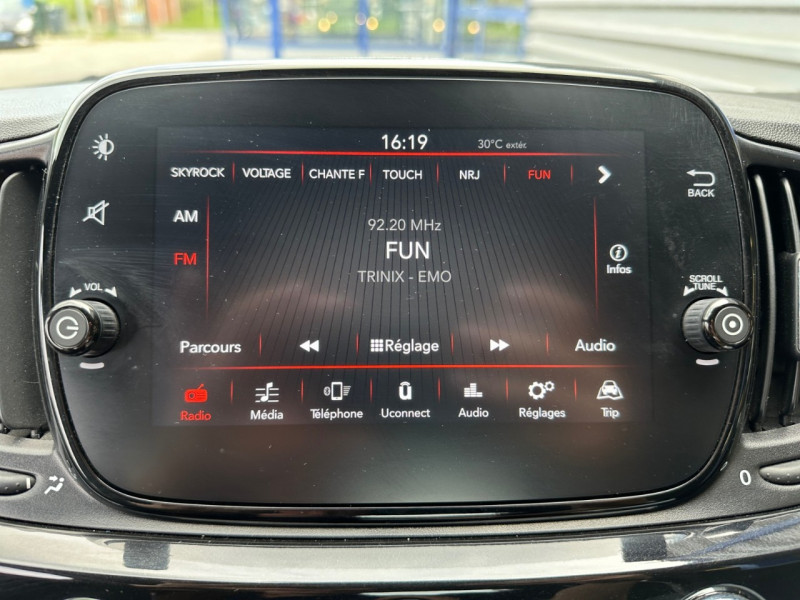 16:19 30°C extér.
SKYROCK VOLTAGE CHANTE F TOUCH NRJ FUN
BACK
AM
92.20 MHz
FUN
FM
Infos
TRINIX - EMO
VOL
SCROLL
TUNE
Parcours Réglage Audio
Radio Média Téléphone Uconnect Audio Réglages Trip
0